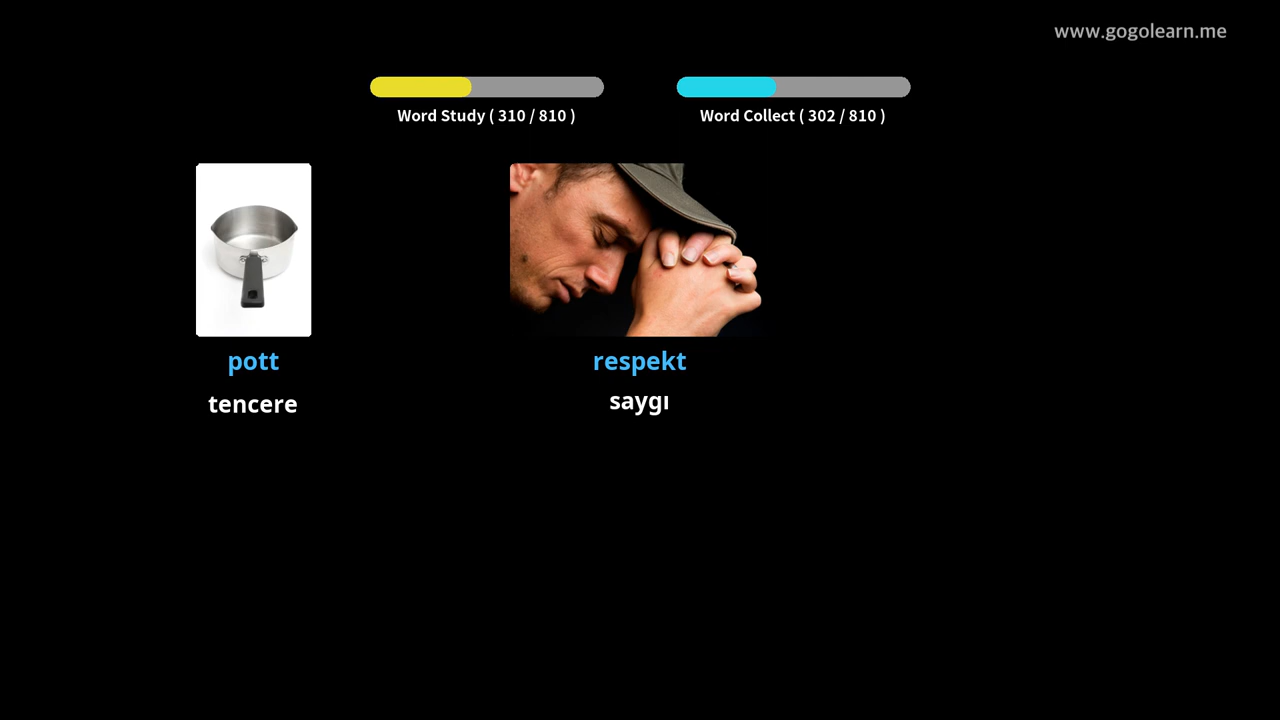 www.gogolearn.me
Word Study ( 310 / 810 )
Word Collect ( 302 / 810 )
pott
tencere
respekt
saygı